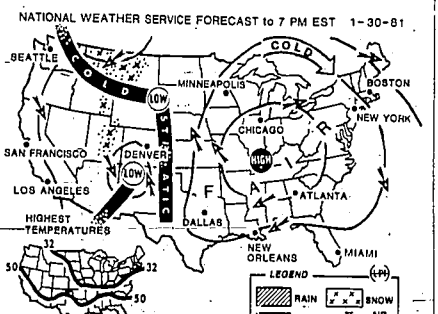 NATIONAL WEATHER SERVICE FORECAST to 7 PM EST 1-30-81
SEATTLE
COLD
COLD
LOW
MINNEAPOLIS
BOSTON
NEW YORK
CHICAGO
STATIC
SAN FRANCISCO
DENVER
LOW
HIGH
FAIR
LOS ANGELES
ATLANTA
DALLAS
HIGHEST
TEMPERATURES
NEW
ORLEANS
MIAMI
32
32
50
50
LEGEND
RAIN
SNOW